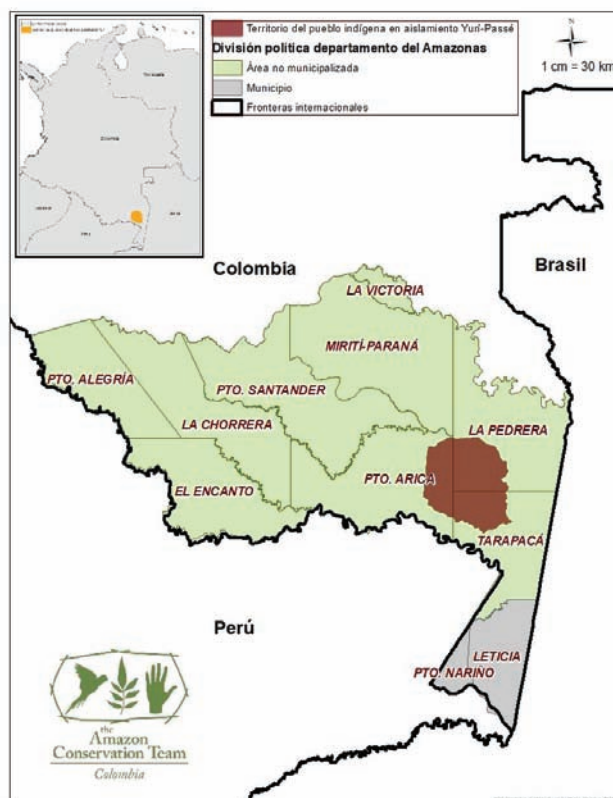 Territorio del pueblo indígena en aislamiento Yurí-Passé
División política departamento del Amazonas
Área no municipalizada
Municipio
Fronteras internacionales
N
1 cm = 30 km
Colombia
Brasil
LA VICTORIA
MIRITÍ-PARANÁ
PTO. ALEGRÍA
PTO. SANTANDER
LA CHORRERA
LA PEDRERA
PTO. ARICA
EL ENCANTO
TARAPACÁ
Perú
LETICIA
PTO. NARIÑO
the
Amazon
Conservation Team
Colombia